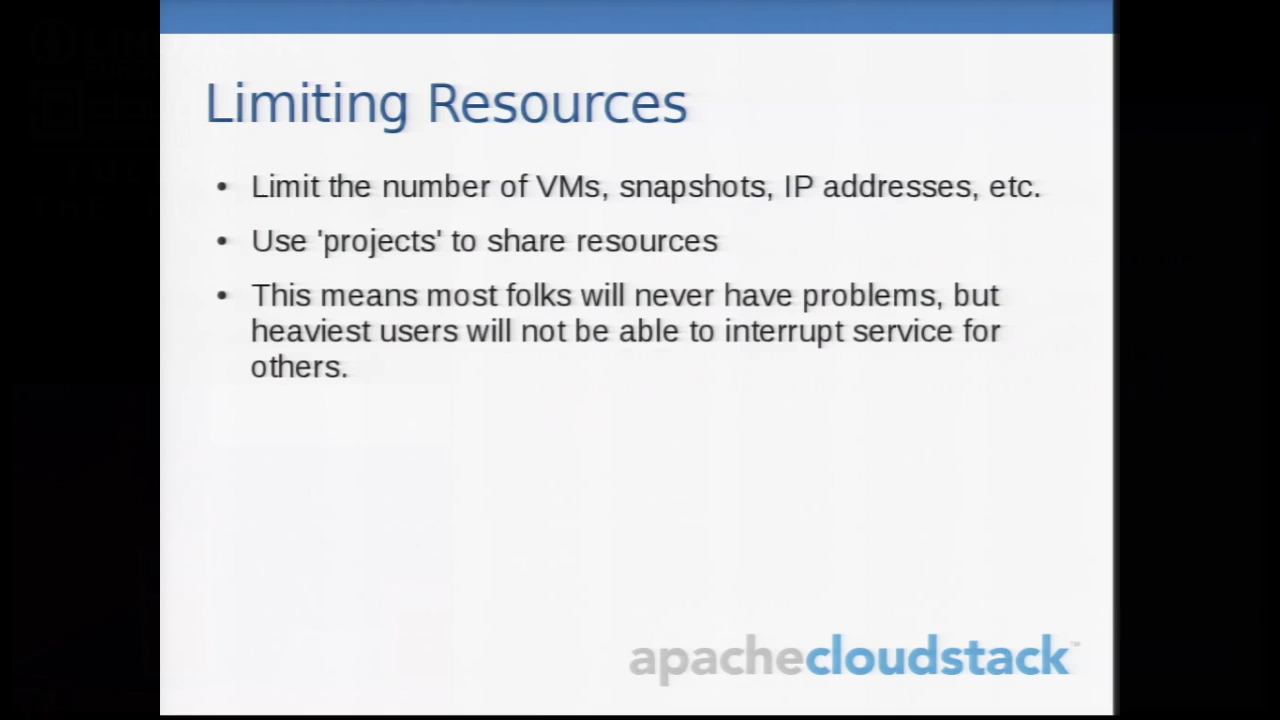 Limiting Resources
• Limit the number of VMs, snapshots, IP addresses, etc.
• Use 'projects' to share resources
• This means most folks will never have problems, but
heaviest users will not be able to interrupt service for
others.
apachecloudstack™